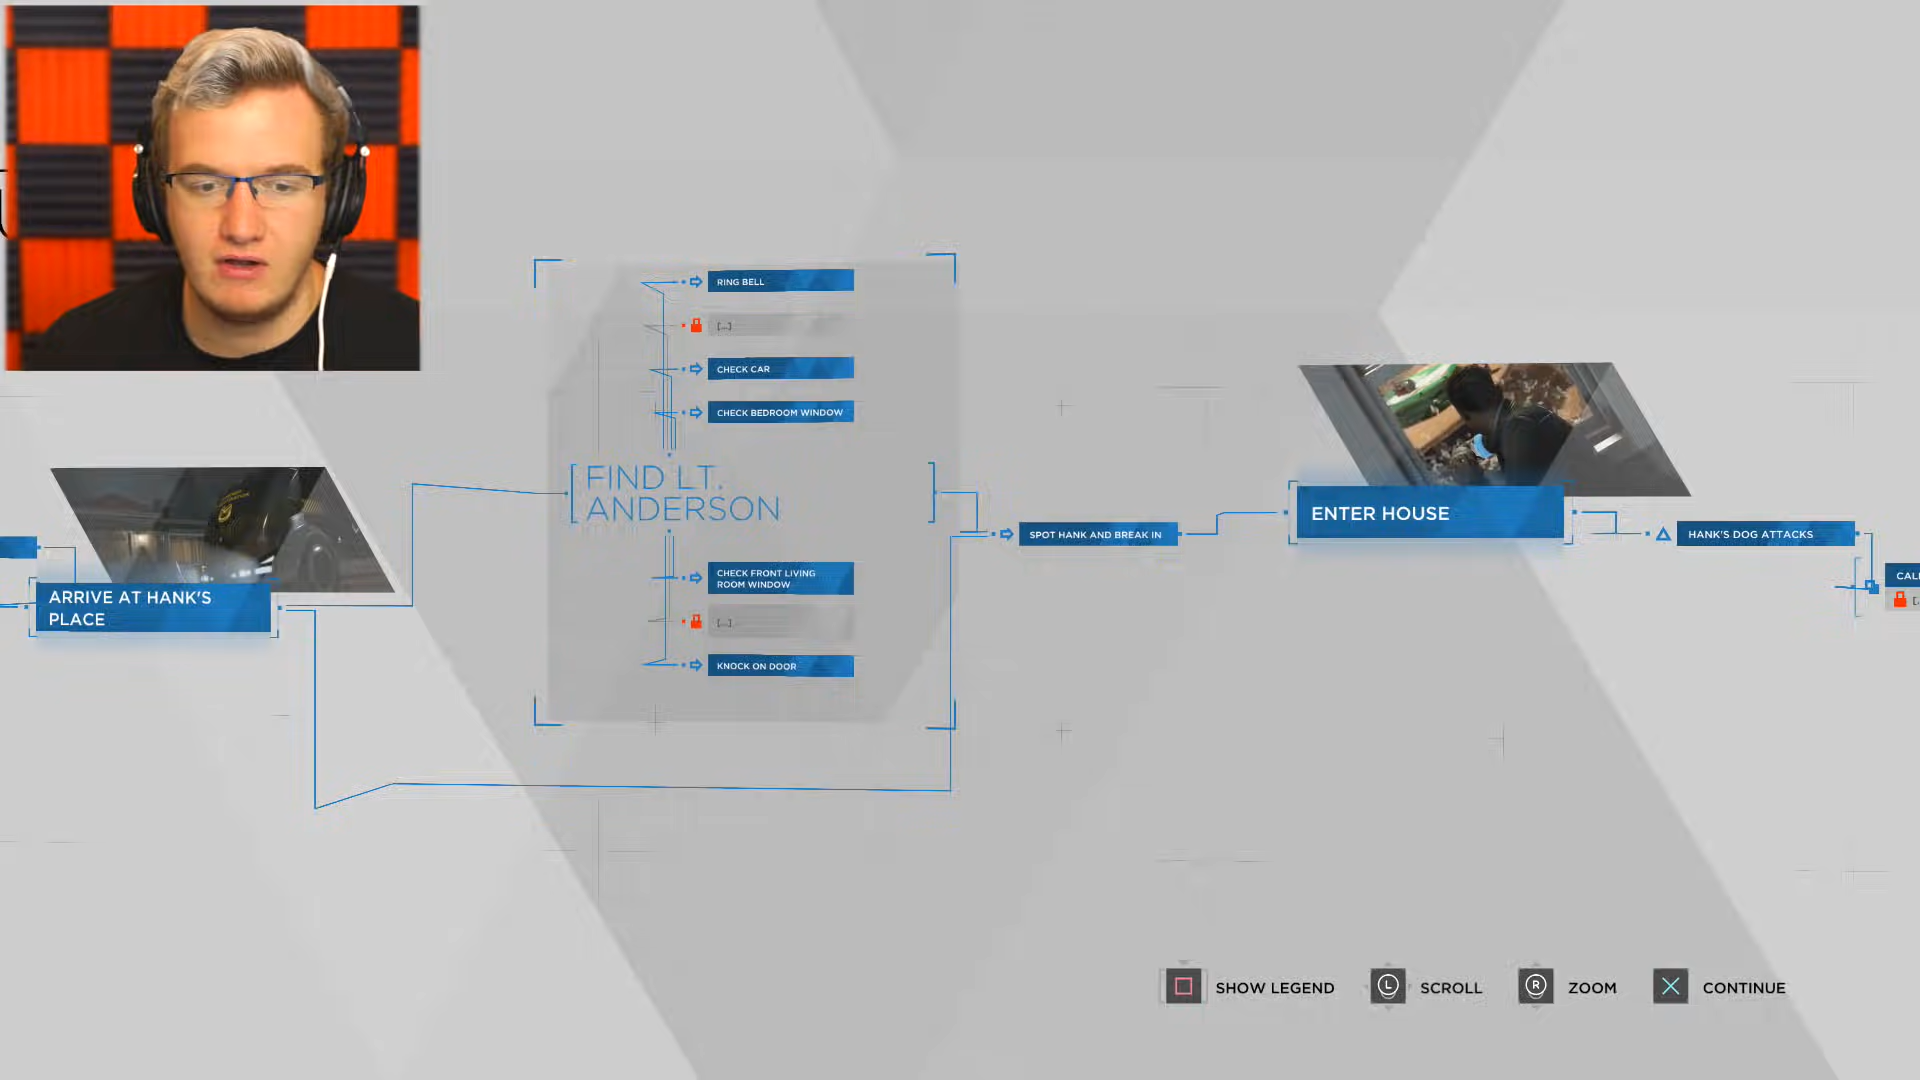 RING BELL
[...]
CHECK CAR
CHECK BEDROOM WINDOW
FIND LT.
ANDERSON
CHECK FRONT LIVING
ROOM WINDOW
[...]
KNOCK ON DOOR
ARRIVE AT HANK'S
PLACE
SPOT HANK AND BREAK IN
ENTER HOUSE
HANK'S DOG ATTACKS
SHOW LEGEND
L
SCROLL
R
ZOOM
CONTINUE